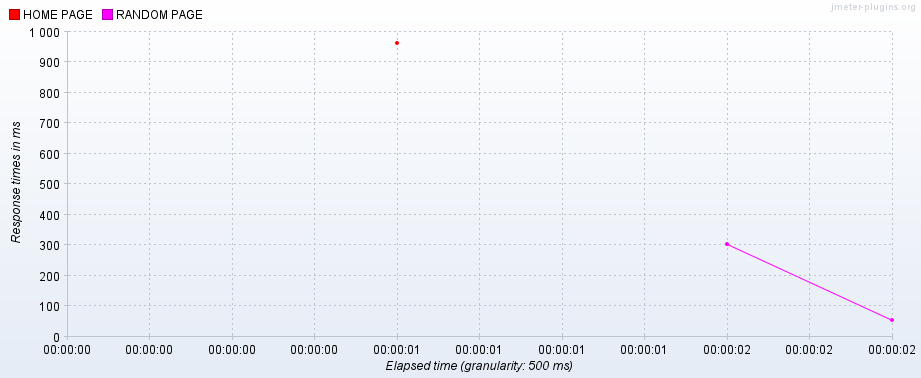 jmeter-plugins.org
HOME PAGE RANDOM PAGE
1 000
900
800
700
600
500
400
300
200
100
0
Response times in ms
00:00:00 00:00:00 00:00:00 00:00:00 00:00:01 00:00:01 00:00:01 00:00:01 00:00:02 00:00:02 00:00:02
Elapsed time (granularity: 500 ms)